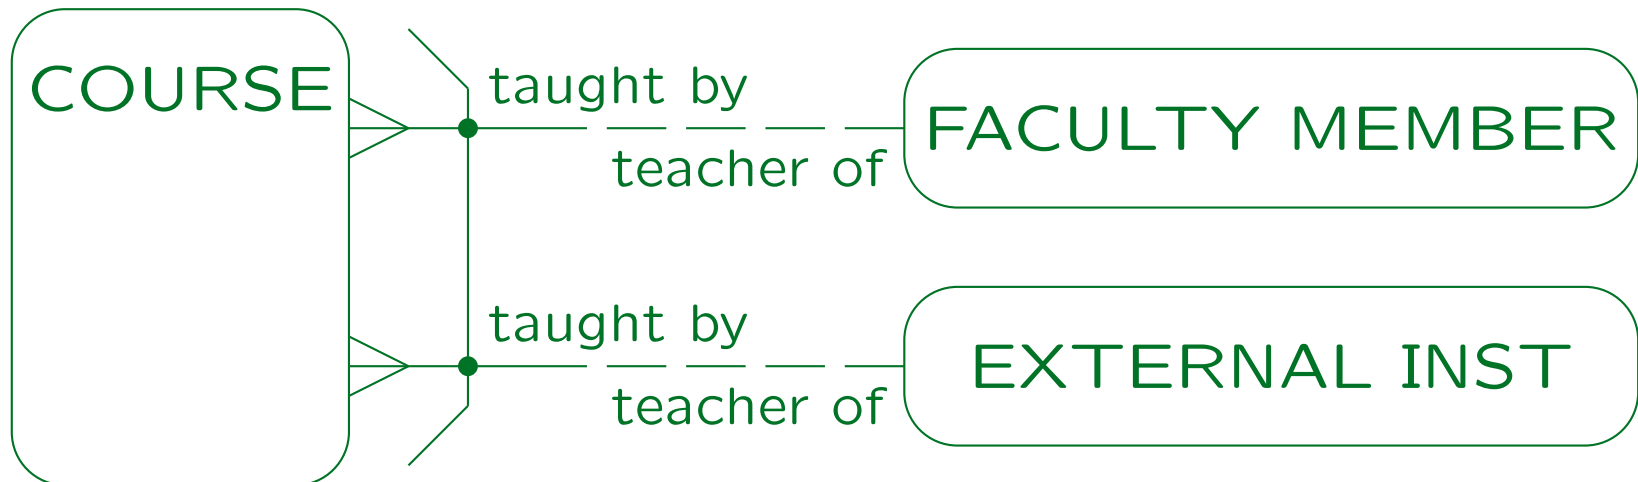 COURSE
taught by
teacher of
FACULTY MEMBER
taught by
teacher of
EXTERNAL INST